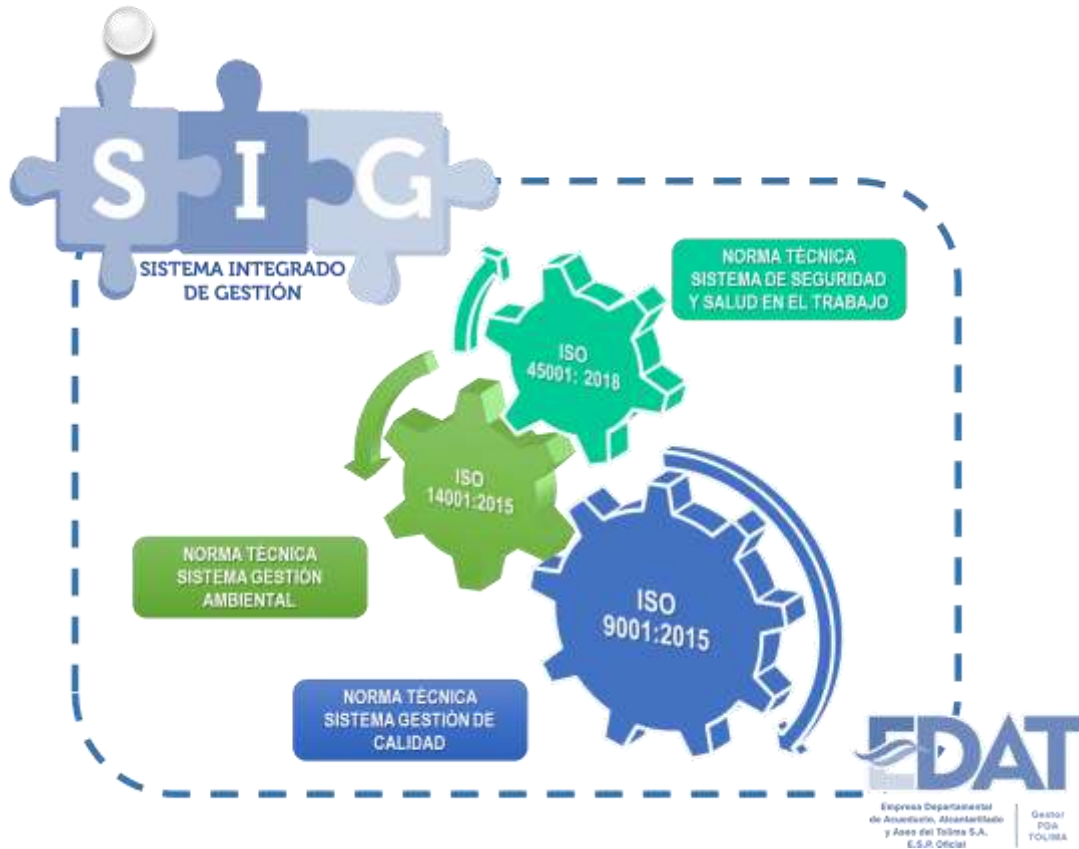 SIG
SISTEMA INTEGRADO
DE GESTIÓN
NORMA TÉCNICA
SISTEMA DE SEGURIDAD
Y SALUD EN EL TRABAJO
ISO
45001: 2018
ISO
14001:2015
NORMA TÉCNICA
SISTEMA GESTIÓN
AMBIENTAL
ISO
9001:2015
NORMA TÉCNICA
SISTEMA GESTIÓN DE
CALIDAD
EDAT
Empresa Departamental
de Acueducto, Alcantarillado
y Aseo del Tolima S.A.
E.S.P. Oficial
Gestor
PDA
TOLIMA